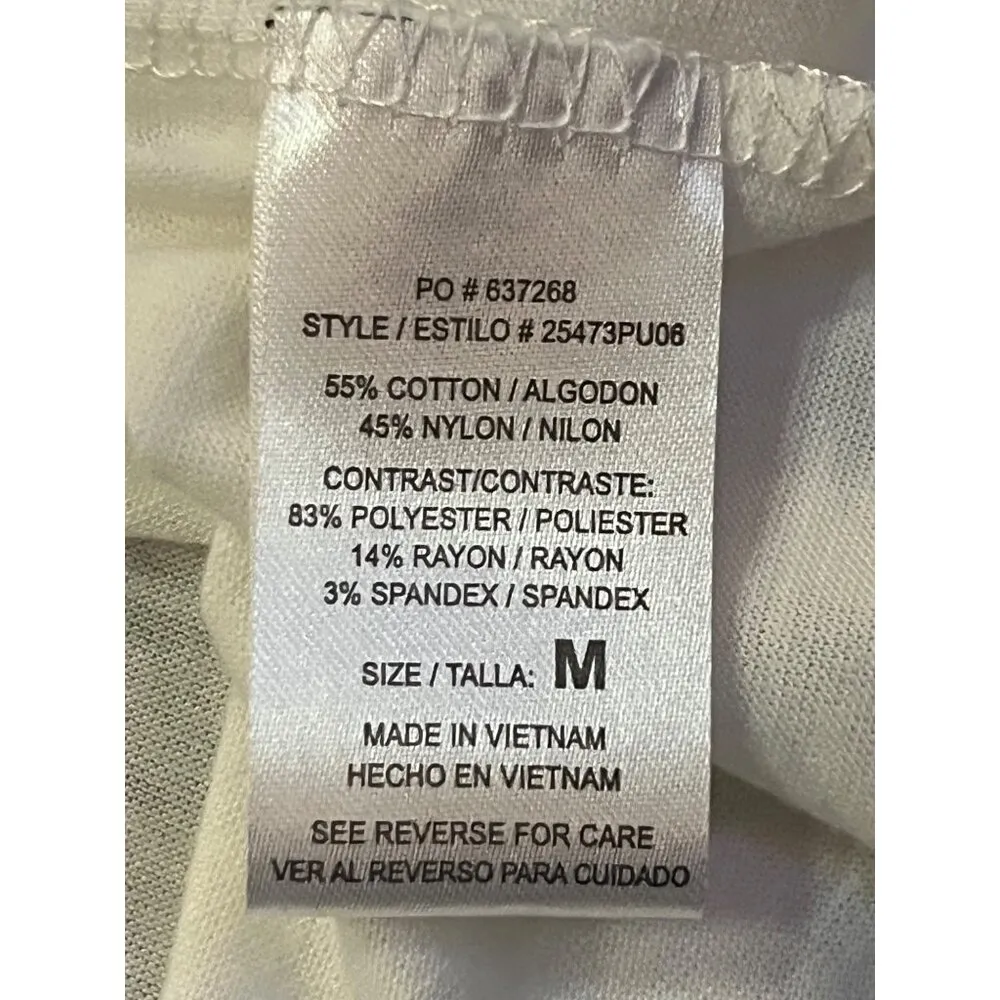 PO # 637268
STYLE / ESTILO # 25473PU06
55% COTTON / ALGODON
45% NYLON / NILON
CONTRAST/CONTRASTE:
83% POLYESTER / POLIESTER
14% RAYON / RAYON
3% SPANDEX / SPANDEX
SIZE / TALLA: M
MADE IN VIETNAM
HECHO EN VIETNAM
SEE REVERSE FOR CARE
VER AL REVERSO PARA CUIDADO